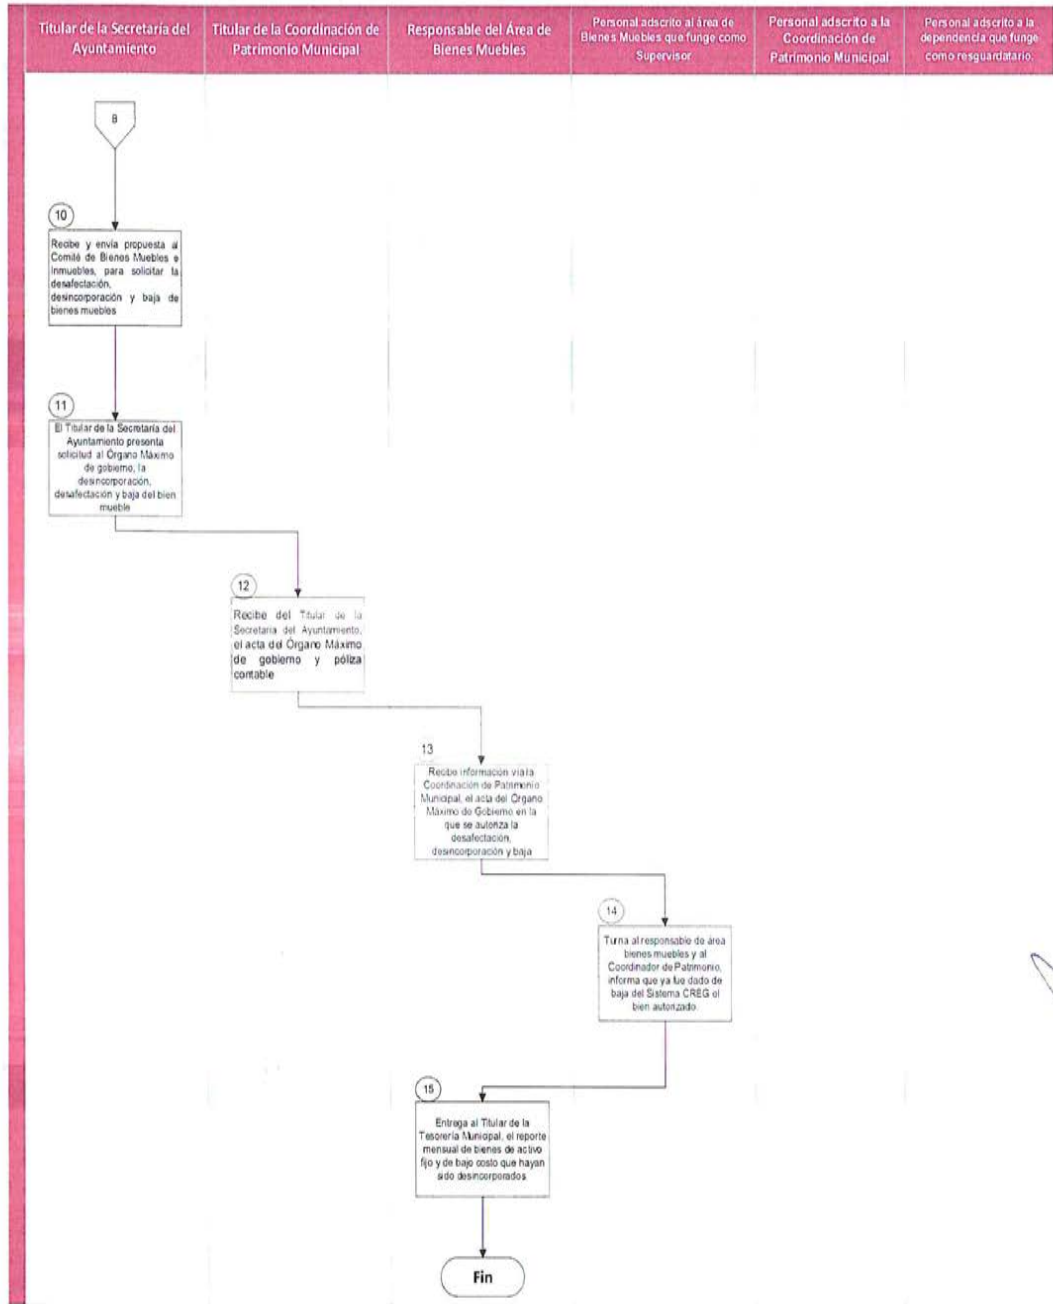 Titular de la Secretaría del
Ayuntamiento
Titular de la Coordinación de
Patrimonio Municipal
Responsable del Área de
Bienes Muebles
Personal adscrito al área de
Bienes Muebles que funge como
Supervisor
Personal adscrito a la
Coordinación de
Patrimonio Municipal
Personal adscrito a la
dependencia que funge
como resguardatario.
B
10
Recibe y envía propuesta al
Comité de Bienes Muebles e
Inmuebles, para solicitar la
desafectación,
desincorporación y baja de
bienes muebles
11
El Titular de la Secretaría del
Ayuntamiento presenta
solicitud al Órgano Máximo
de gobierno, la
desincorporación,
desafectación y baja del bien
mueble
12
Recibe del Titular de la
Secretaría del Ayuntamiento,
el acta del Órgano Máximo
de gobierno y póliza
contable
13
Recibe información vía la
Coordinación de Patrimonio
Municipal, el acta del Órgano
Máximo de Gobierno en la
que se autoriza la
desafectación,
desincorporación y baja
14
Turna al responsable de área
bienes muebles y al
Coordinador de Patrimonio,
informa que ya fue dado de
baja del Sistema CREG el
bien autorizado.
15
Entrega al Titular de la
Tesorería Municipal, el reporte
mensual de bienes de activo
fijo y de bajo costo que hayan
sido desincorporados
Fin